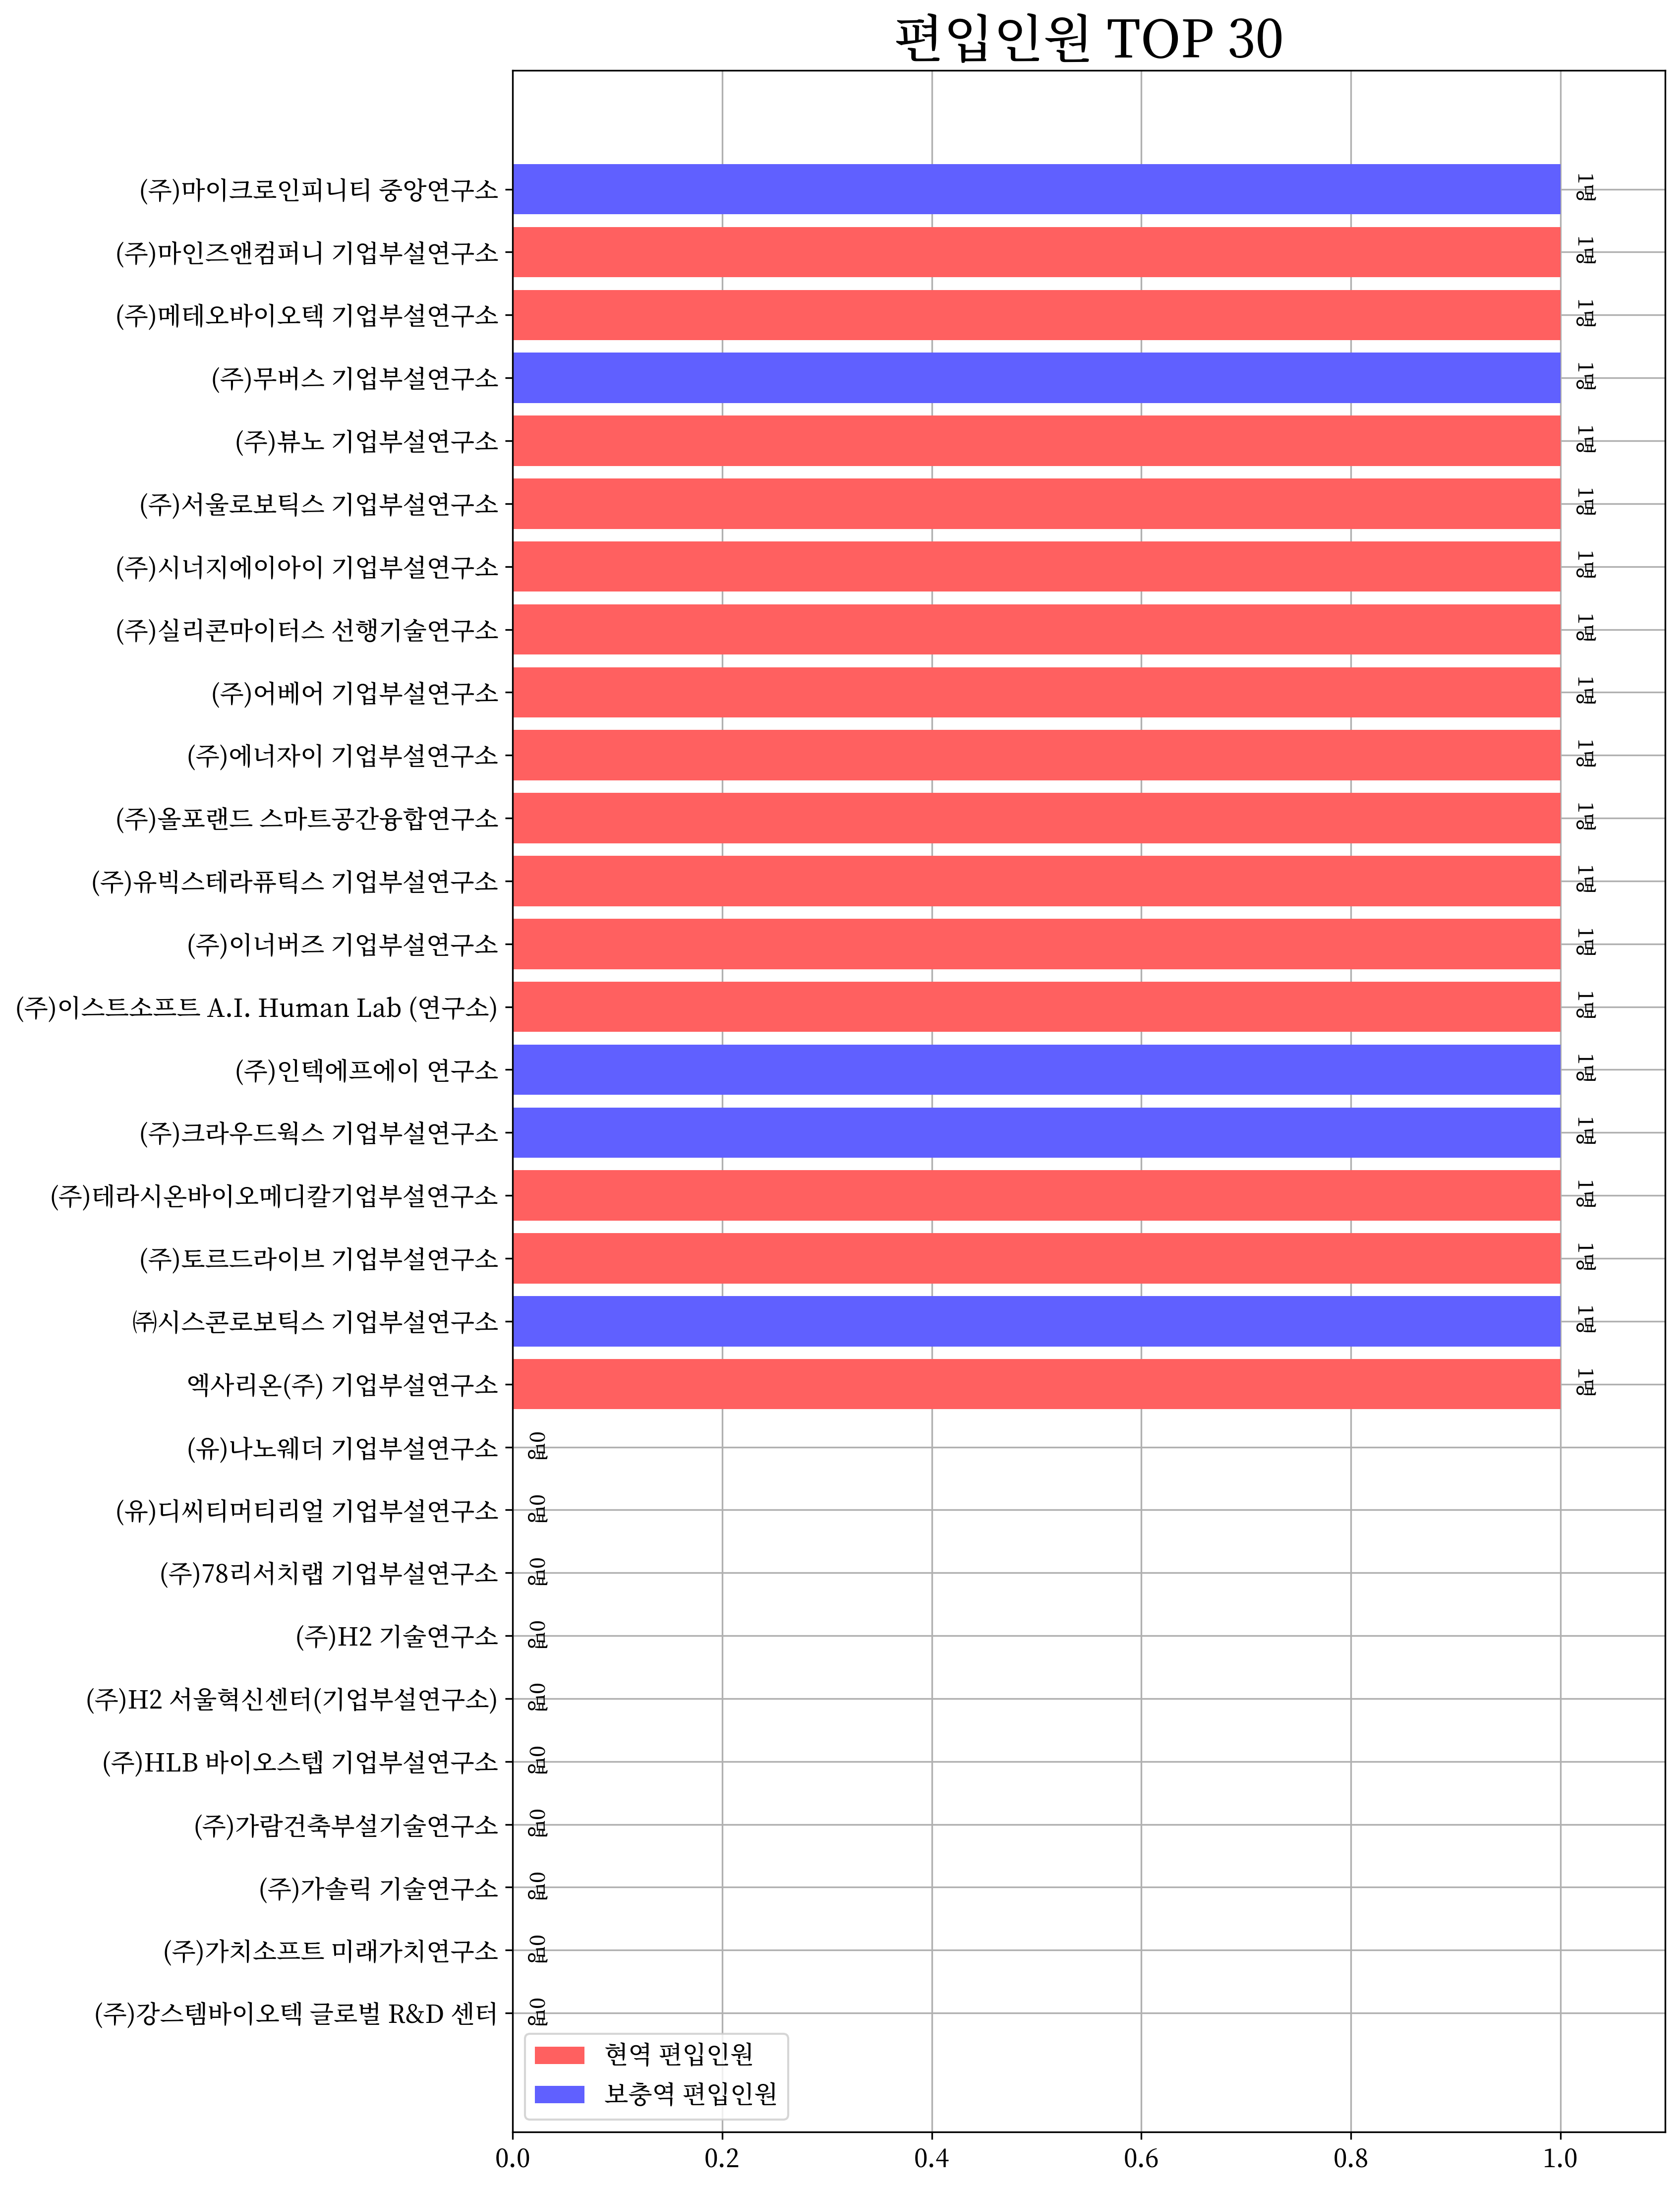 편입인원 TOP 30
(주)마이크로인피니티 중앙연구소
1명
(주)마인즈앤컴퍼니 기업부설연구소
1명
(주)메테오바이오텍 기업부설연구소
1명
(주)무버스 기업부설연구소
1명
(주)뷰노 기업부설연구소
1명
(주)서울로보틱스 기업부설연구소
1명
(주)시너지에이아이 기업부설연구소
1명
(주)실리콘마이터스 선행기술연구소
1명
(주)어베어 기업부설연구소
1명
(주)에너자이 기업부설연구소
1명
(주)올포랜드 스마트공간융합연구소
1명
(주)유빅스테라퓨틱스 기업부설연구소
1명
(주)이너버즈 기업부설연구소
1명
(주)이스트소프트 A.I. Human Lab (연구소)
1명
(주)인텍에프에이 연구소
1명
(주)크라우드웍스 기업부설연구소
1명
(주)테라시온바이오메디칼기업부설연구소
1명
(주)토르드라이브 기업부설연구소
1명
㈜시스콘로보틱스 기업부설연구소
1명
엑사리온(주) 기업부설연구소
1명
(유)나노웨더 기업부설연구소
0명
(유)디씨티머티리얼 기업부설연구소
0명
(주)78리서치랩 기업부설연구소
0명
(주)H2 기술연구소
0명
(주)H2 서울혁신센터(기업부설연구소)
0명
(주)HLB 바이오스텝 기업부설연구소
0명
(주)가람건축부설기술연구소
0명
(주)가솔릭 기술연구소
0명
(주)가치소프트 미래가치연구소
0명
(주)강스템바이오텍 글로벌 R&D 센터
0명
현역 편입인원
보충역 편입인원
0.0 0.2 0.4 0.6 0.8 1.0